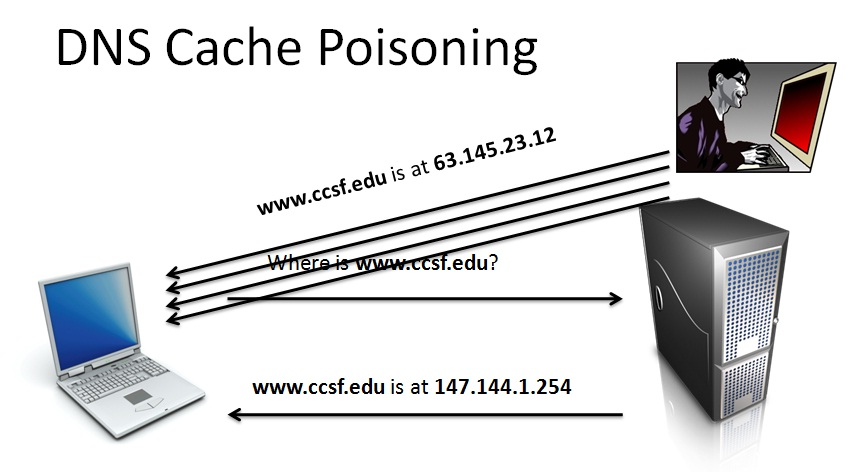 DNS Cache Poisoning
www.ccsf.edu is at 63.145.23.12
Where is www.ccsf.edu?
www.ccsf.edu is at 147.144.1.254